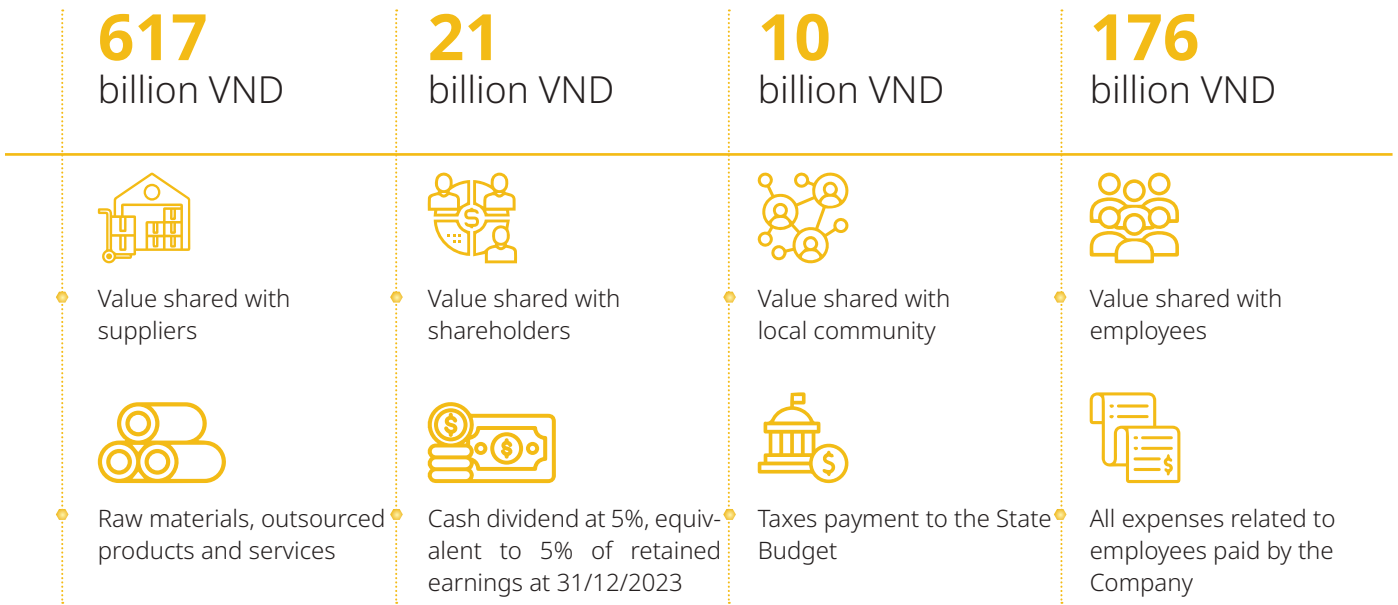 617
billion VND
21
billion VND
10
billion VND
176
billion VND
Value shared with
suppliers
Value shared with
shareholders
Value shared with
local community
Value shared with
employees
Raw materials, outsourced
products and services
Cash dividend at 5%, equiv-
alent to 5% of retained
earnings at 31/12/2023
Taxes payment to the State
Budget
All expenses related to
employees paid by the
Company